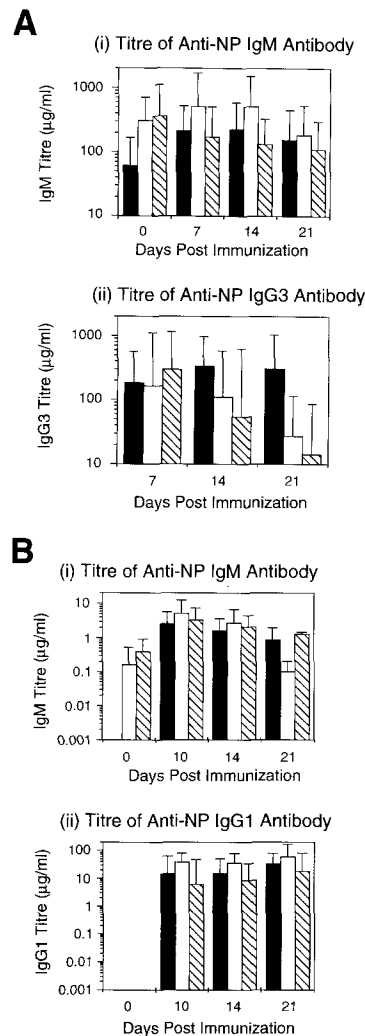 A
(i) Titre of Anti-NP IgM Antibody
IgM Titre (µg/ml)
1000
100
10
0 7 14 21
Days Post Immunization
(ii) Titre of Anti-NP IgG3 Antibody
IgG3 Titre (µg/ml)
1000
100
10
7 14 21
Days Post Immunization
B
(i) Titre of Anti-NP IgM Antibody
IgM Titre (µg/ml)
10
1
0.1
0.01
0.001
0 10 14 21
Days Post Immunization
(ii) Titre of Anti-NP IgG1 Antibody
IgG1 Titre (µg/ml)
100
10
1
0.1
0.01
0.001
0 10 14 21
Days Post Immunization